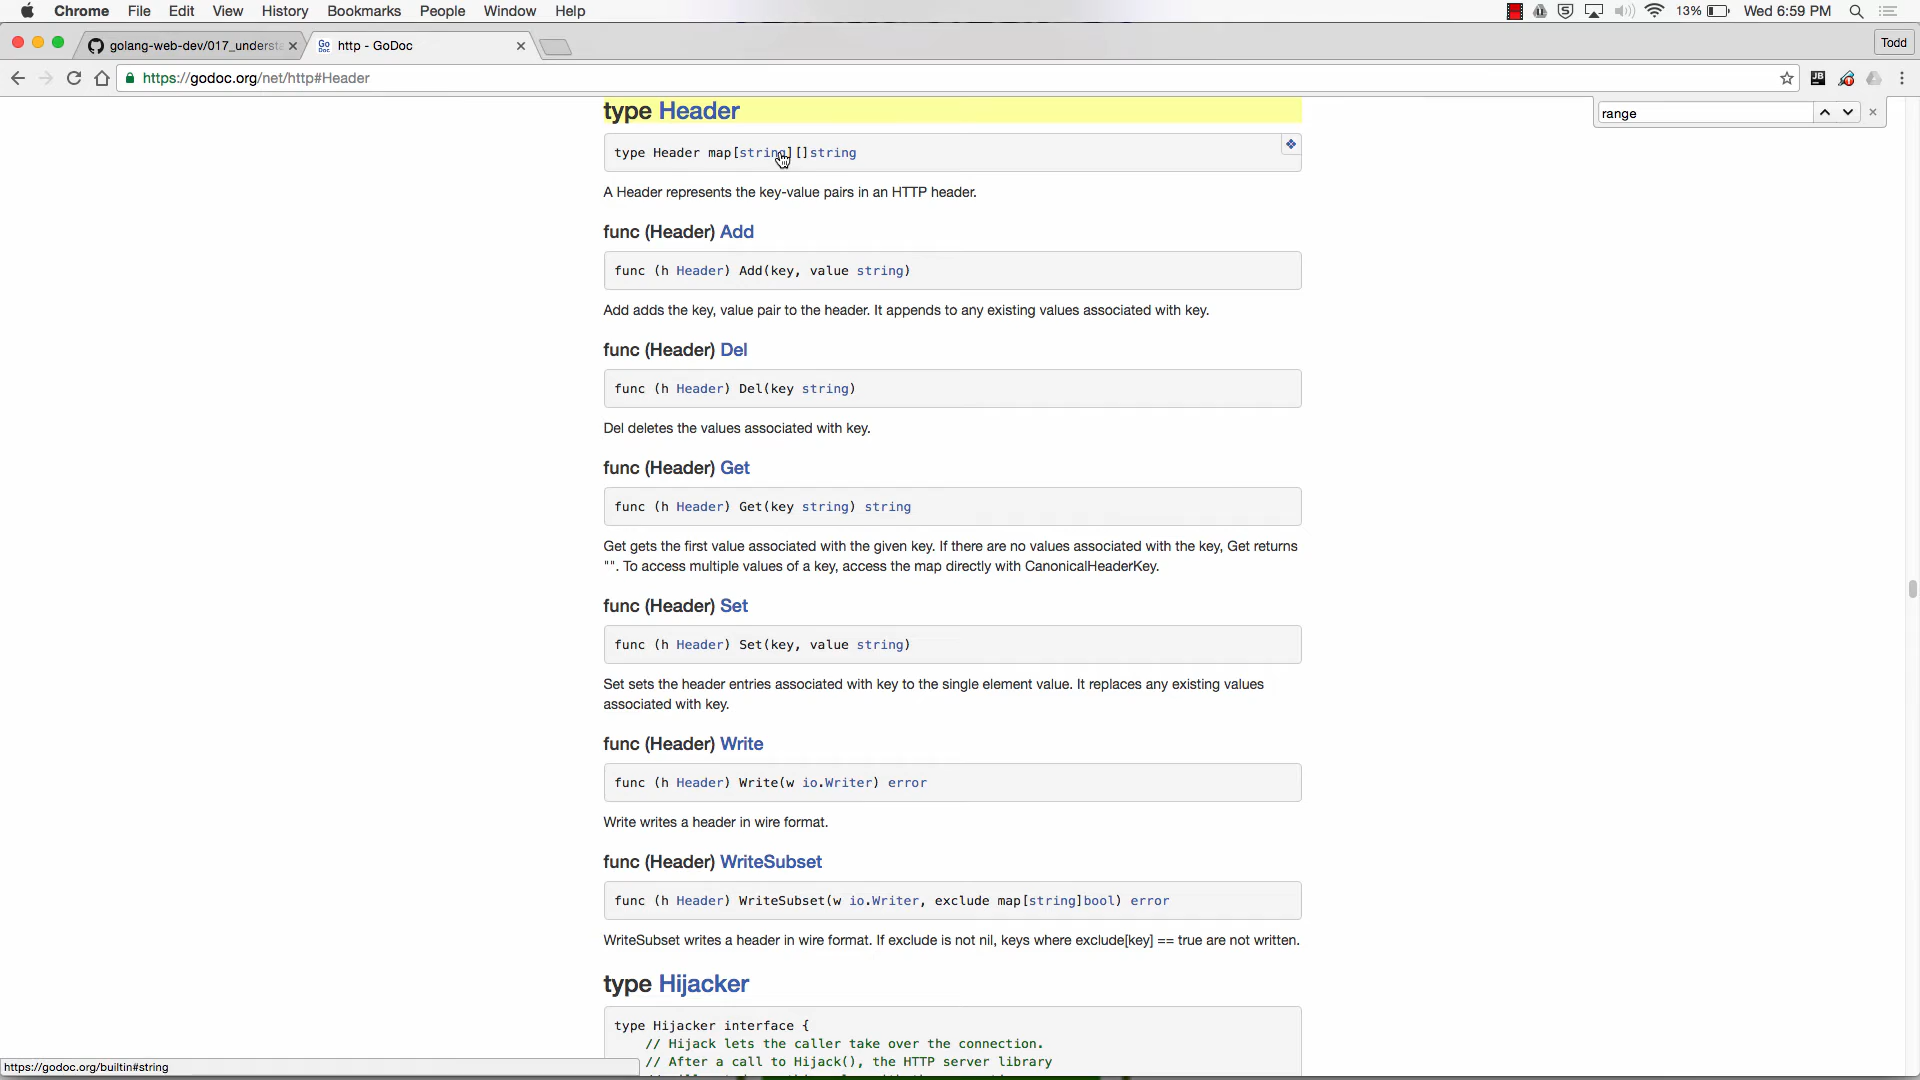 Chrome File Edit View History Bookmarks People Window Help 13% Wed 6:59 PM
golang-web-dev/017_underst × http - GoDoc × Todd
https://godoc.org/net/http#Header
range
type Header
type Header map[string][]string
A Header represents the key-value pairs in an HTTP header.
func (Header) Add
func (h Header) Add(key, value string)
Add adds the key, value pair to the header. It appends to any existing values associated with key.
func (Header) Del
func (h Header) Del(key string)
Del deletes the values associated with key.
func (Header) Get
func (h Header) Get(key string) string
Get gets the first value associated with the given key. If there are no values associated with the key, Get returns
"". To access multiple values of a key, access the map directly with CanonicalHeaderKey.
func (Header) Set
func (h Header) Set(key, value string)
Set sets the header entries associated with key to the single element value. It replaces any existing values
associated with key.
func (Header) Write
func (h Header) Write(w io.Writer) error
Write writes a header in wire format.
func (Header) WriteSubset
func (h Header) WriteSubset(w io.Writer, exclude map[string]bool) error
WriteSubset writes a header in wire format. If exclude is not nil, keys where exclude[key] == true are not written.
type Hijacker
type Hijacker interface {
// Hijack lets the caller take over the connection.
// After a call to Hijack(), the HTTP server library
https://godoc.org/builtin#string